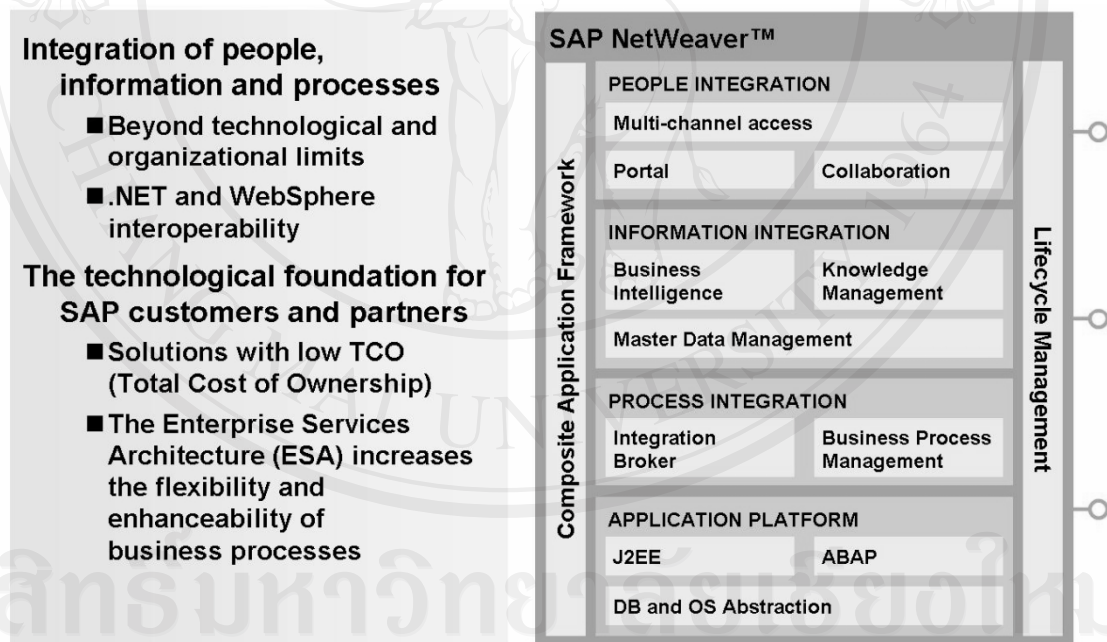 Integration of people,
information and processes
■ Beyond technological and
organizational limits
■ .NET and WebSphere
interoperability
The technological foundation for
SAP customers and partners
■ Solutions with low TCO
(Total Cost of Ownership)
■ The Enterprise Services
Architecture (ESA) increases
the flexibility and
enhanceability of
business processes
SAP NetWeaver™
Composite Application Framework
PEOPLE INTEGRATION
Multi-channel access
Portal
Collaboration
INFORMATION INTEGRATION
Business
Intelligence
Knowledge
Management
Master Data Management
PROCESS INTEGRATION
Integration
Broker
Business Process
Management
APPLICATION PLATFORM
J2EE
ABAP
DB and OS Abstraction
Lifecycle Management
CHIANG MAI UNIVERSITY 1964